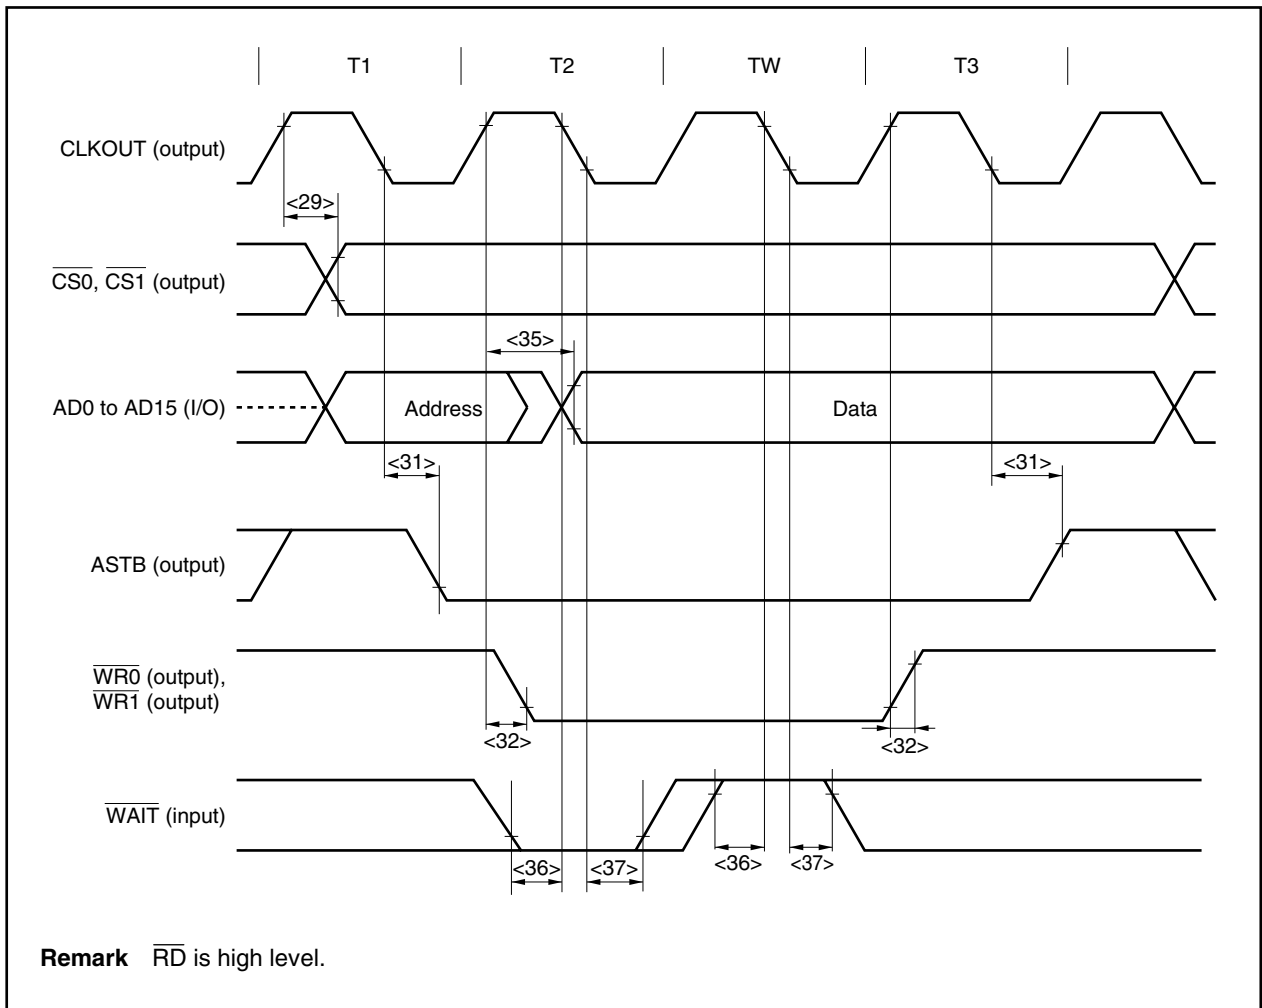 T1 T2 TW T3
CLKOUT (output)
<29>
CS0, CS1 (output)
<35>
AD0 to AD15 (I/O) Address Data
<31> <31>
ASTB (output)
WR0 (output),
WR1 (output)
<32> <32>
WAIT (input)
<36> <37> <36> <37>
Remark RD is high level.